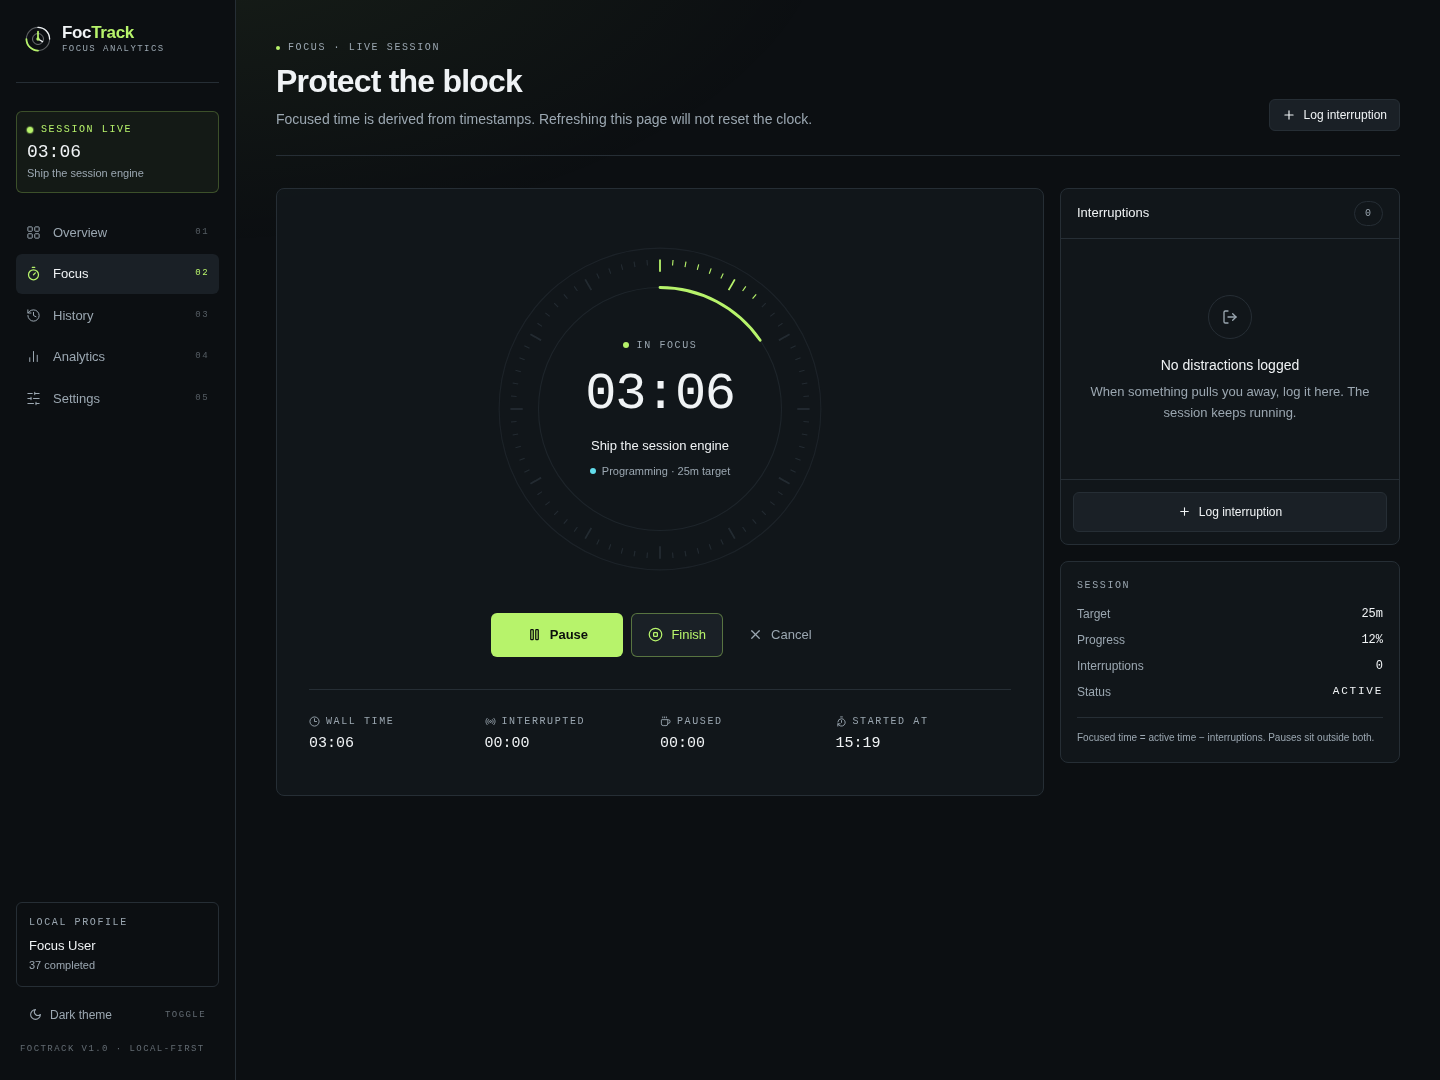 FocTrack
FOCUS ANALYTICS
SESSION LIVE
03:06
Ship the session engine
Overview 01
Focus 02
History 03
Analytics 04
Settings 05
LOCAL PROFILE
Focus User
37 completed
Dark theme TOGGLE
FOCTRACK V1.0 · LOCAL-FIRST
FOCUS · LIVE SESSION
Protect the block
Focused time is derived from timestamps. Refreshing this page will not reset the clock.
Log interruption
IN FOCUS
03:06
Ship the session engine
Programming · 25m target
Pause Finish Cancel
WALL TIME INTERRUPTED PAUSED STARTED AT
03:06 00:00 00:00 15:19
Interruptions 0
No distractions logged
When something pulls you away, log it here. The
session keeps running.
Log interruption
SESSION
Target 25m
Progress 12%
Interruptions 0
Status ACTIVE
Focused time = active time − interruptions. Pauses sit outside both.